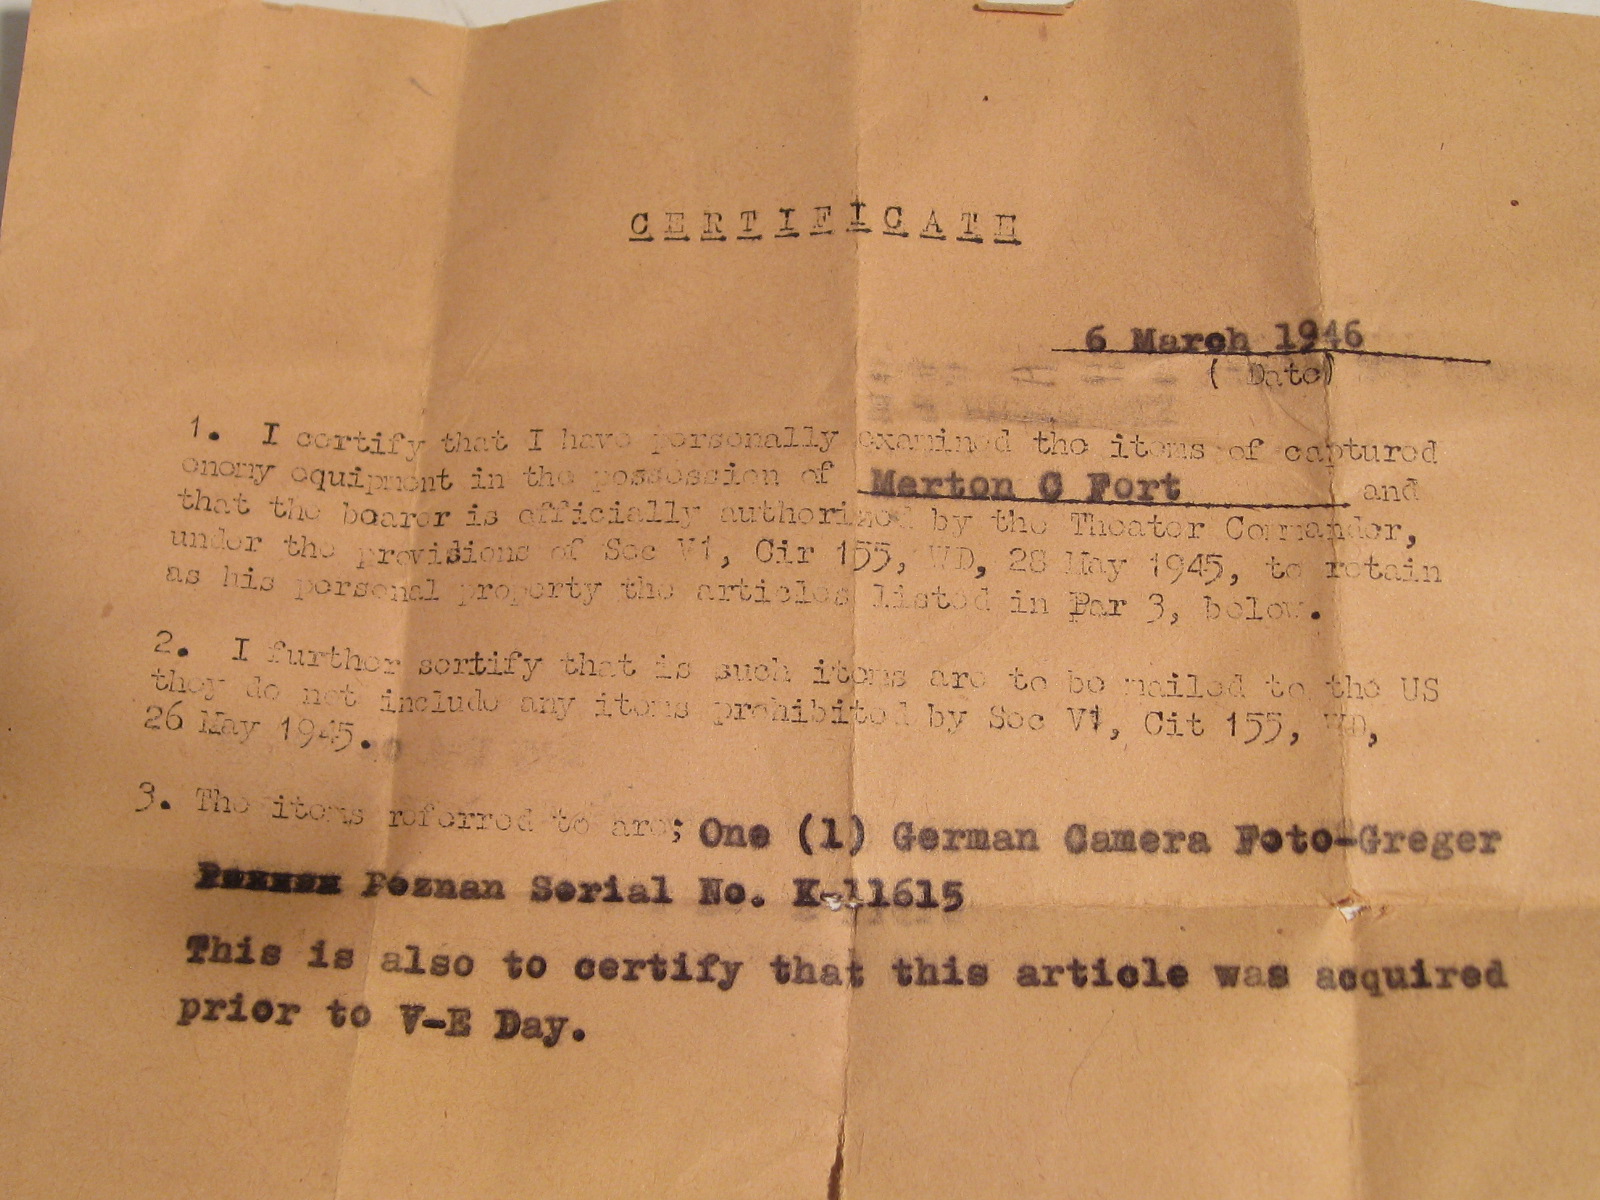 CERTIFICATE
6 March 1946
( Date)
1. I certify that I have personally examined the items of captured
enemy equipment in the possession of Merton G Fort and
that the bearer is officially authorized by the Theater Commander,
under the provisions of Sec V1, Cir 155, WD, 28 May 1945, to retain
as his personal property the articles listed in Par 3, below.
2. I further sertify that is such items are to be mailed to the US
they do not include any items prohibited by Sec V1, Cit 155, WD,
26 May 1945.
3. The items referred to are; One (1) German Camera Foto-Greger
Poznan Serial No. K-11615
This is also to certify that this article was acquired
prior to V-E Day.